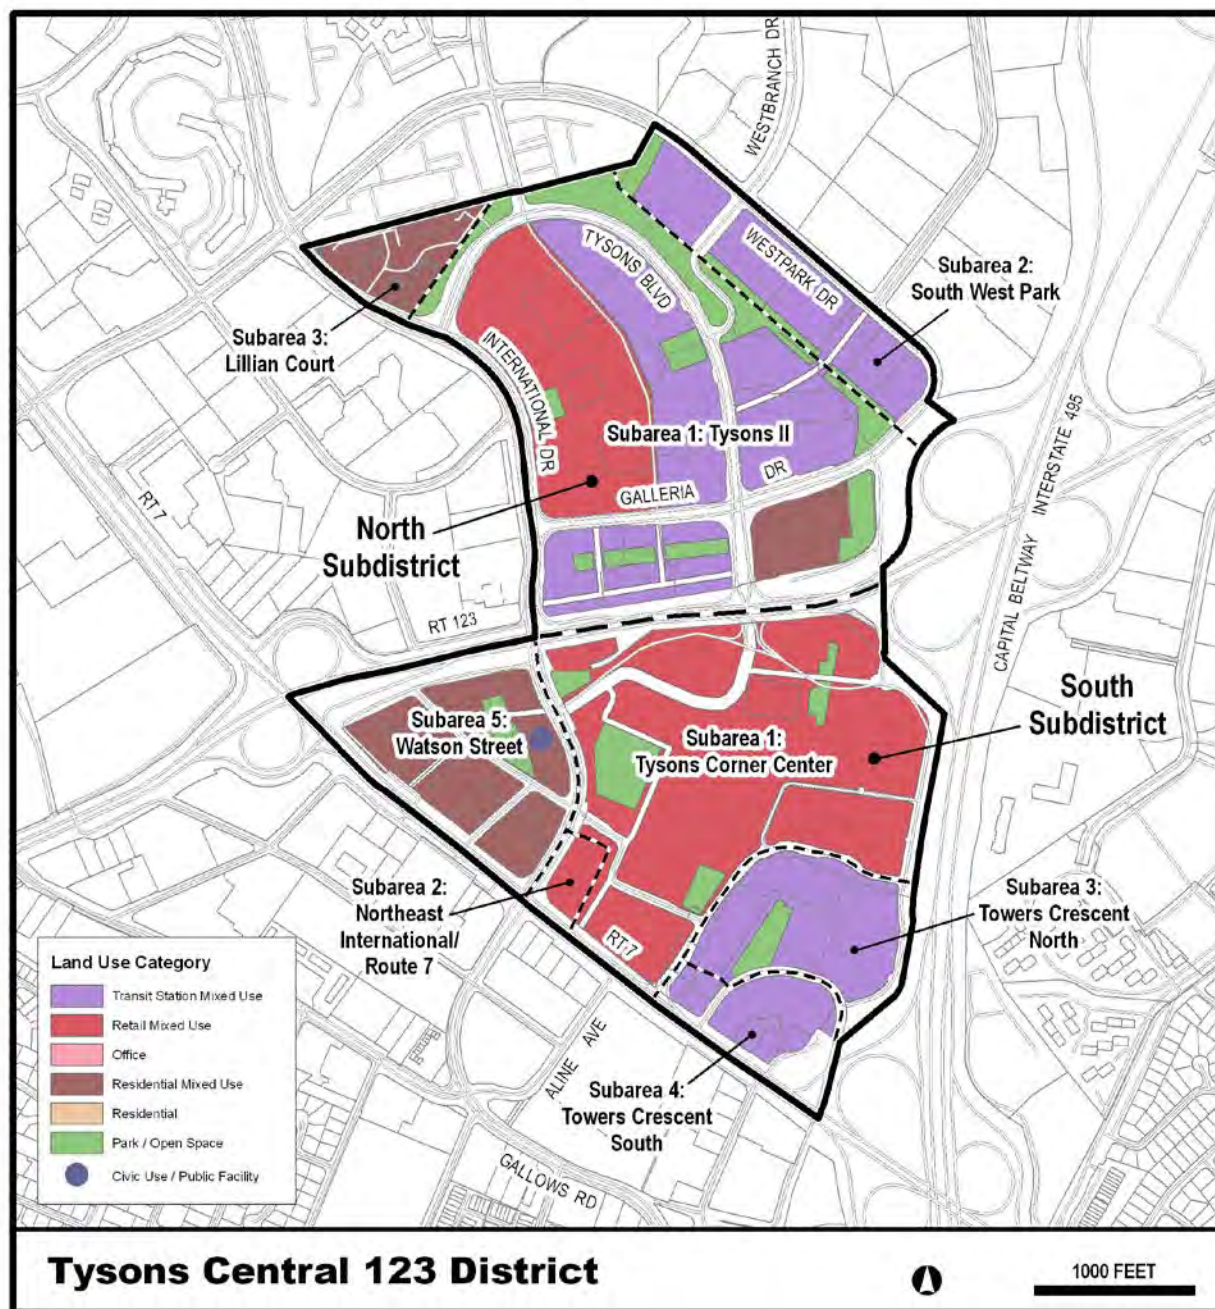 WESTBRANCH DR
TYSONS BLVD
WESTPARK DR
Subarea 2:
South West Park
Subarea 3:
Lillian Court
INTERNATIONAL DR
CAPITAL BELTWAY INTERSTATE 495
Subarea 1: Tysons II
RT 7
GALLERIA DR
North
Subdistrict
RT 123
South
Subdistrict
Subarea 5:
Watson Street
Subarea 1:
Tysons Corner Center
Subarea 2:
Northeast
International/
Route 7
Subarea 3:
Towers Crescent
North
RT 7
ALINE AVE
Subarea 4:
Towers Crescent
South
GALLOWS RD
Land Use Category
Transit Station Mixed Use
Retail Mixed Use
Office
Residential Mixed Use
Residential
Park / Open Space
Civic Use / Public Facility
Tysons Central 123 District
1000 FEET